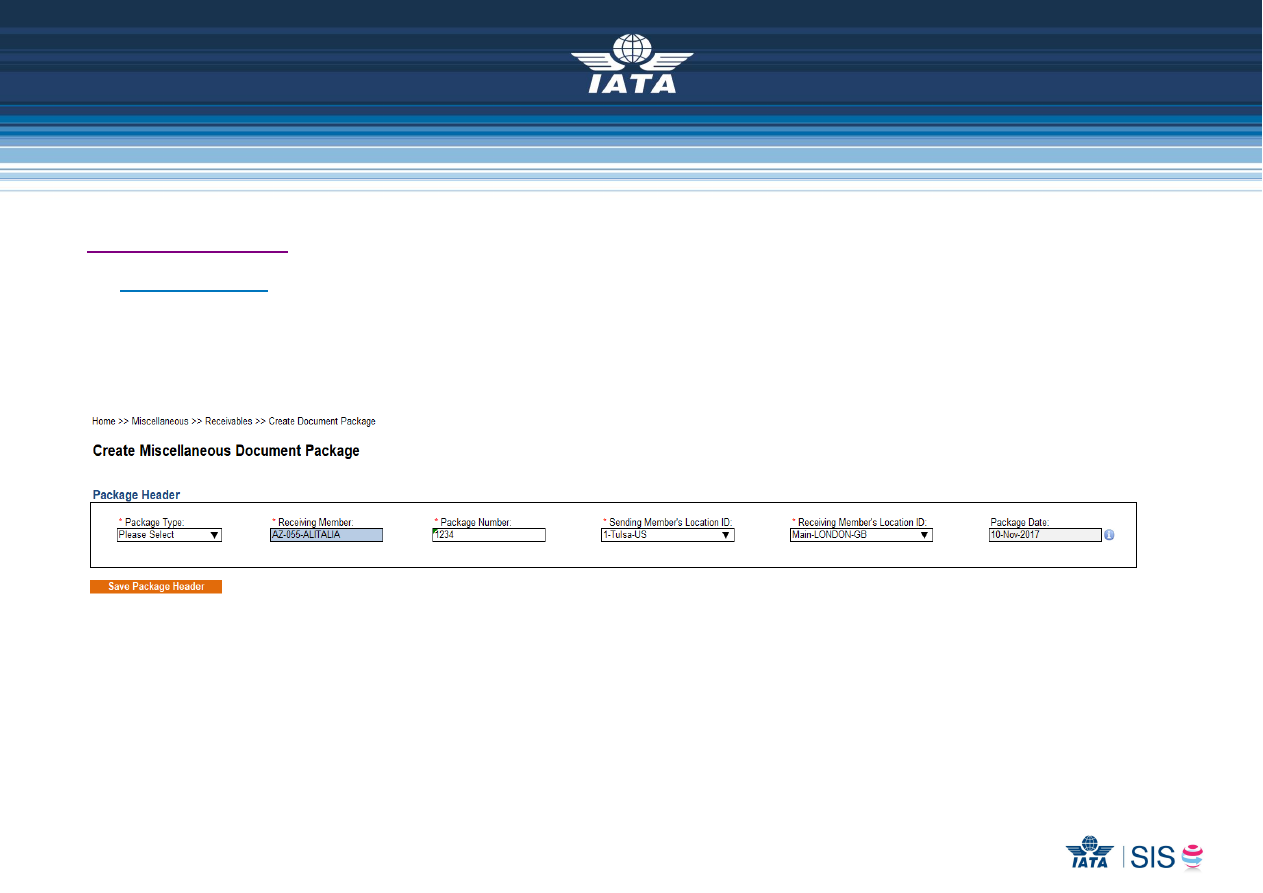 IATA
Home >> Miscellaneous >> Receivables >> Create Document Package
Create Miscellaneous Document Package
Package Header
* Package Type: * Receiving Member: * Package Number: * Sending Member's Location ID: * Receiving Member's Location ID: Package Date:
Please Select AZ-055-ALITALIA 1234 1-Tulsa-US Main-LONDON-GB 10-Nov-2017
Save Package Header
IATA SIS